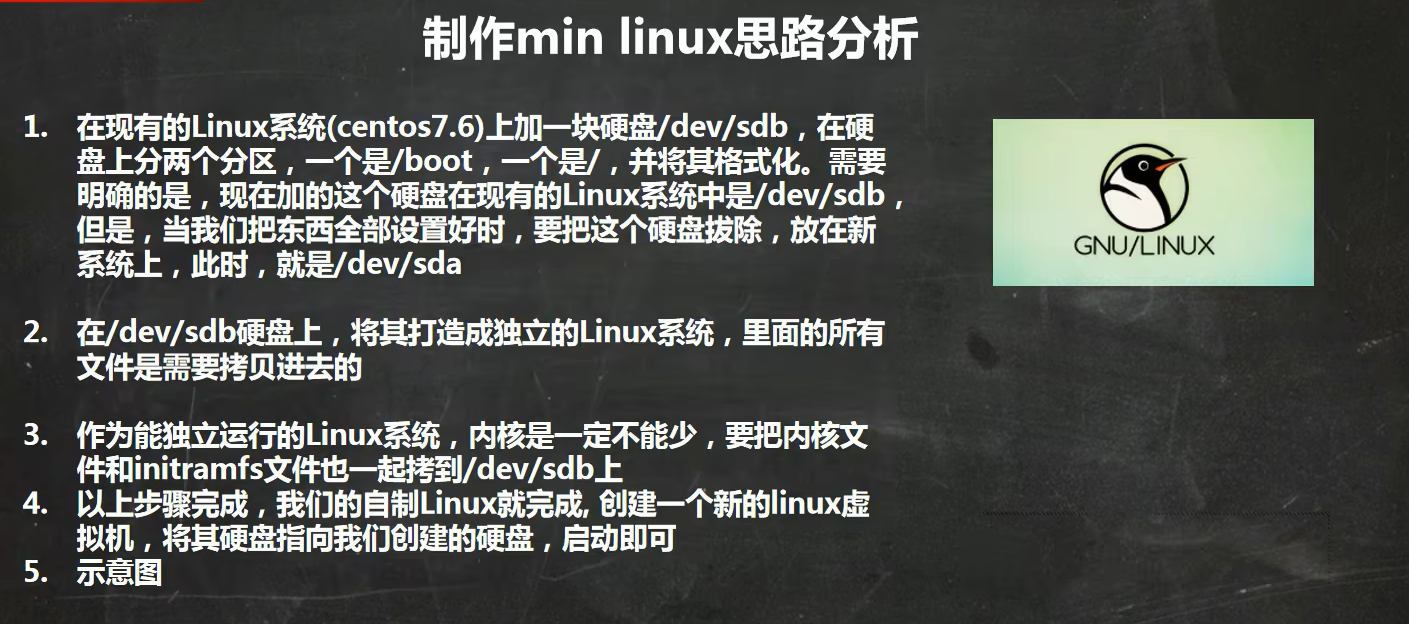 制作min linux思路分析
1. 在现有的Linux系统(centos7.6)上加一块硬盘/dev/sdb，在硬
盘上分两个分区，一个是/boot，一个是/，并将其格式化。需要
明确的是，现在加的这个硬盘在现有的Linux系统中是/dev/sdb，
但是，当我们把东西全部设置好时，要把这个硬盘拔除，放在新
系统上，此时，就是/dev/sda
2. 在/dev/sdb硬盘上，将其打造成独立的Linux系统，里面的所有
文件是需要拷贝进去的
3. 作为能独立运行的Linux系统，内核是一定不能少，要把内核文
件和initramfs文件也一起拷到/dev/sdb上
4. 以上步骤完成，我们的自制Linux就完成, 创建一个新的linux虚
拟机，将其硬盘指向我们创建的硬盘，启动即可
5. 示意图
GNU/LINUX